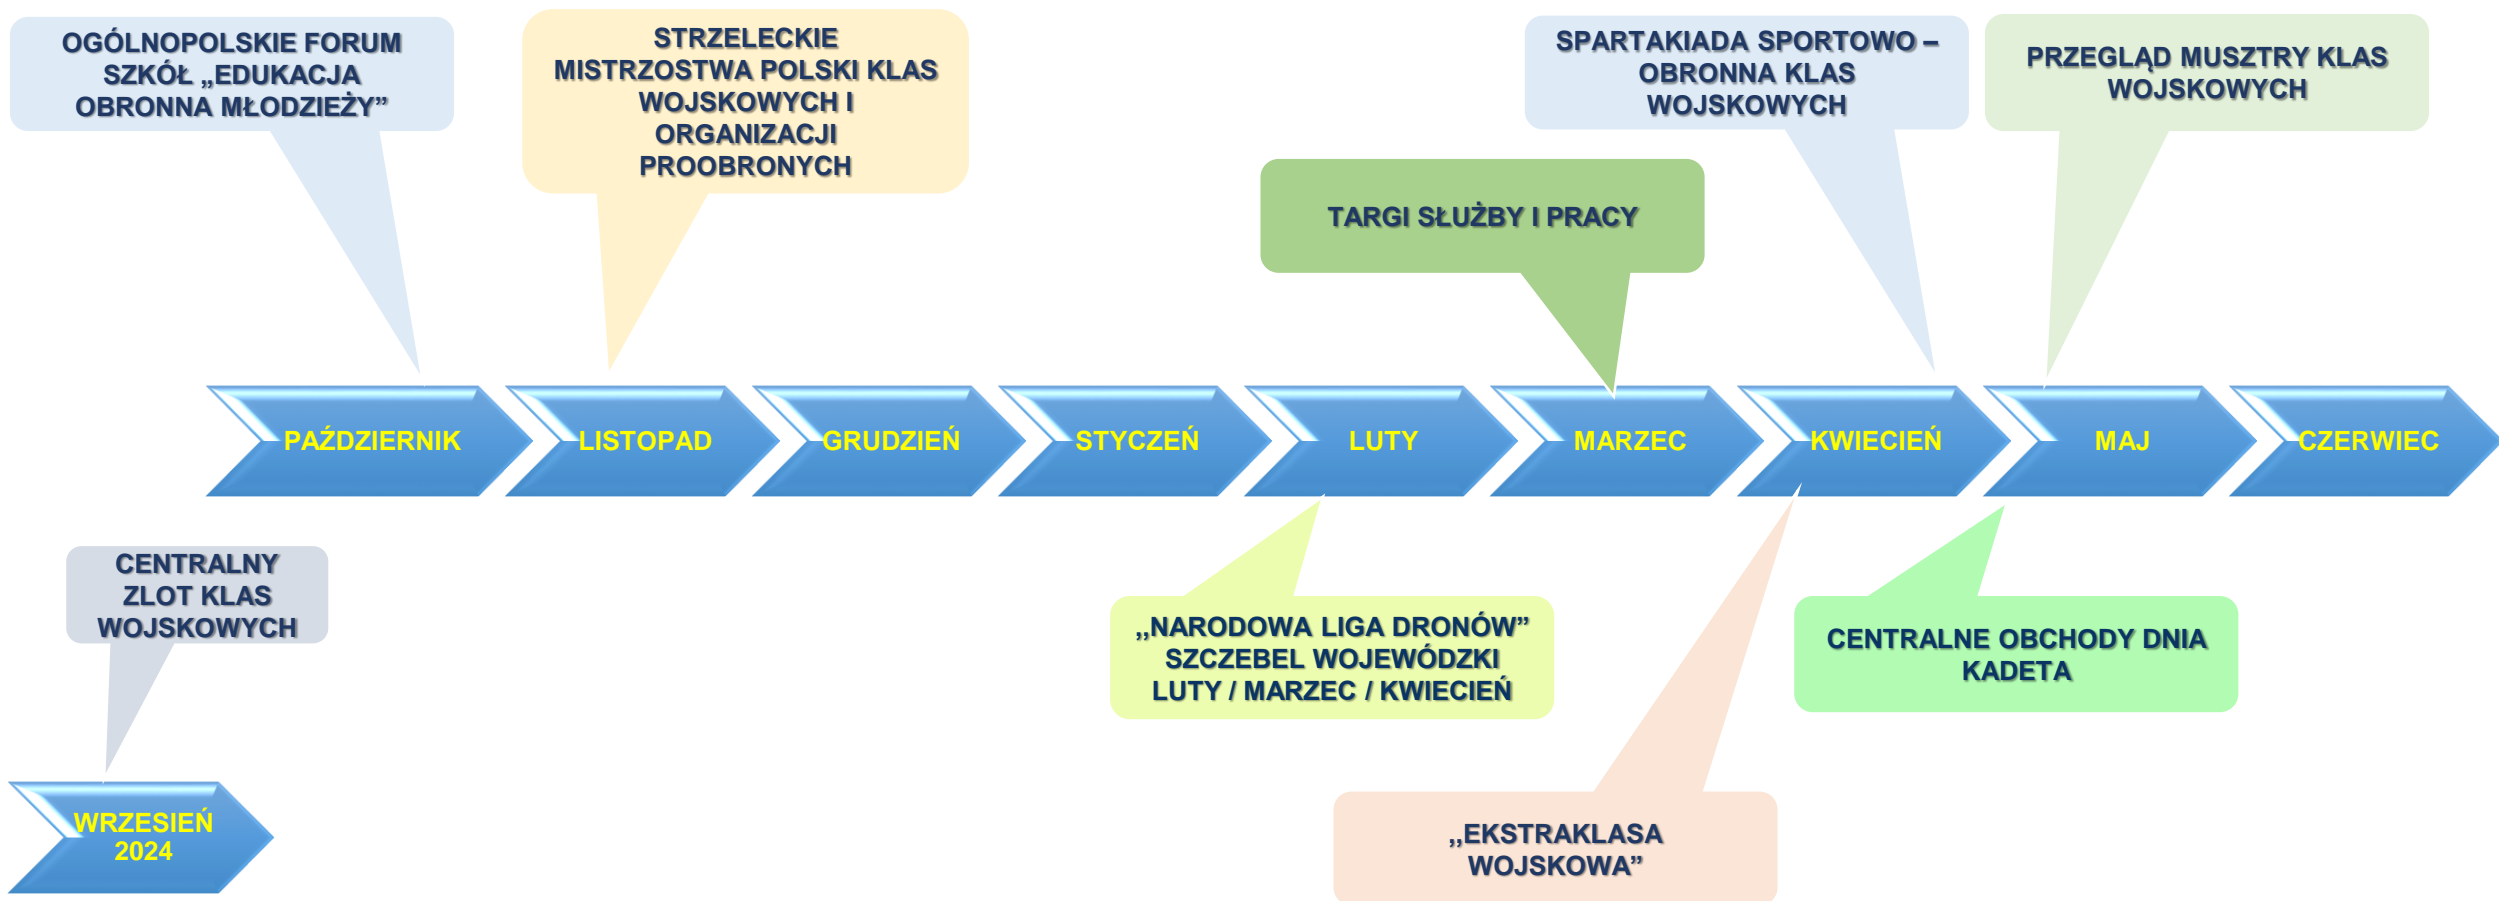 OGÓLNOPOLSKIE FORUM
SZKÓŁ „EDUKACJA
OBRONNA MŁODZIEŻY”
STRZELECKIE
MISTRZOSTWA POLSKI KLAS
WOJSKOWYCH I
ORGANIZACJI
PROOBRONYCH
TARGI SŁUŻBY I PRACY
SPARTAKIADA SPORTOWO –
OBRONNA KLAS
WOJSKOWYCH
PRZEGLĄD MUSZTRY KLAS
WOJSKOWYCH
PAŹDZIERNIK
LISTOPAD
GRUDZIEŃ
STYCZEŃ
LUTY
MARZEC
KWIECIEŃ
MAJ
CZERWIEC
CENTRALNY
ZLOT KLAS
WOJSKOWYCH
,,NARODOWA LIGA DRONÓW”
SZCZEBEL WOJEWÓDZKI
LUTY / MARZEC / KWIECIEŃ
CENTRALNE OBCHODY DNIA
KADETA
,,EKSTRAKLASA
WOJSKOWA”
WRZESIEŃ
2024